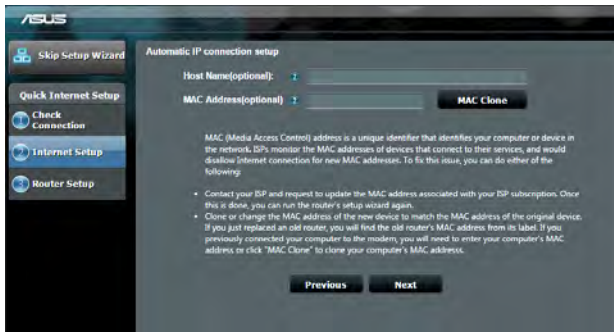 ASUS
Skip Setup Wizard
Quick Internet Setup
1 Check
Connection
2 Internet Setup
3 Router Setup
Automatic IP connection setup
Host Name(optional):
MAC Address(optional)
MAC Clone
MAC (Media Access Control) address is a unique identifier that identifies your computer or device in
the network. ISPs monitor the MAC addresses of devices that connect to their services, and would
disallow Internet connection for new MAC addresses. To fix this issue, you can do either of the
following:
• Contact your ISP and request to update the MAC address associated with your ISP subscription. Once
this is done, you can run the router's setup wizard again.
• Clone or change the MAC address of the new device to match the MAC address of the original device.
If you just replaced an old router, you will find the old router's MAC address from its label. If you
previously connected your computer to the modem, you will need to enter your computer's MAC
address or click "MAC Clone" to clone your computer's MAC addresss.
Previous
Next